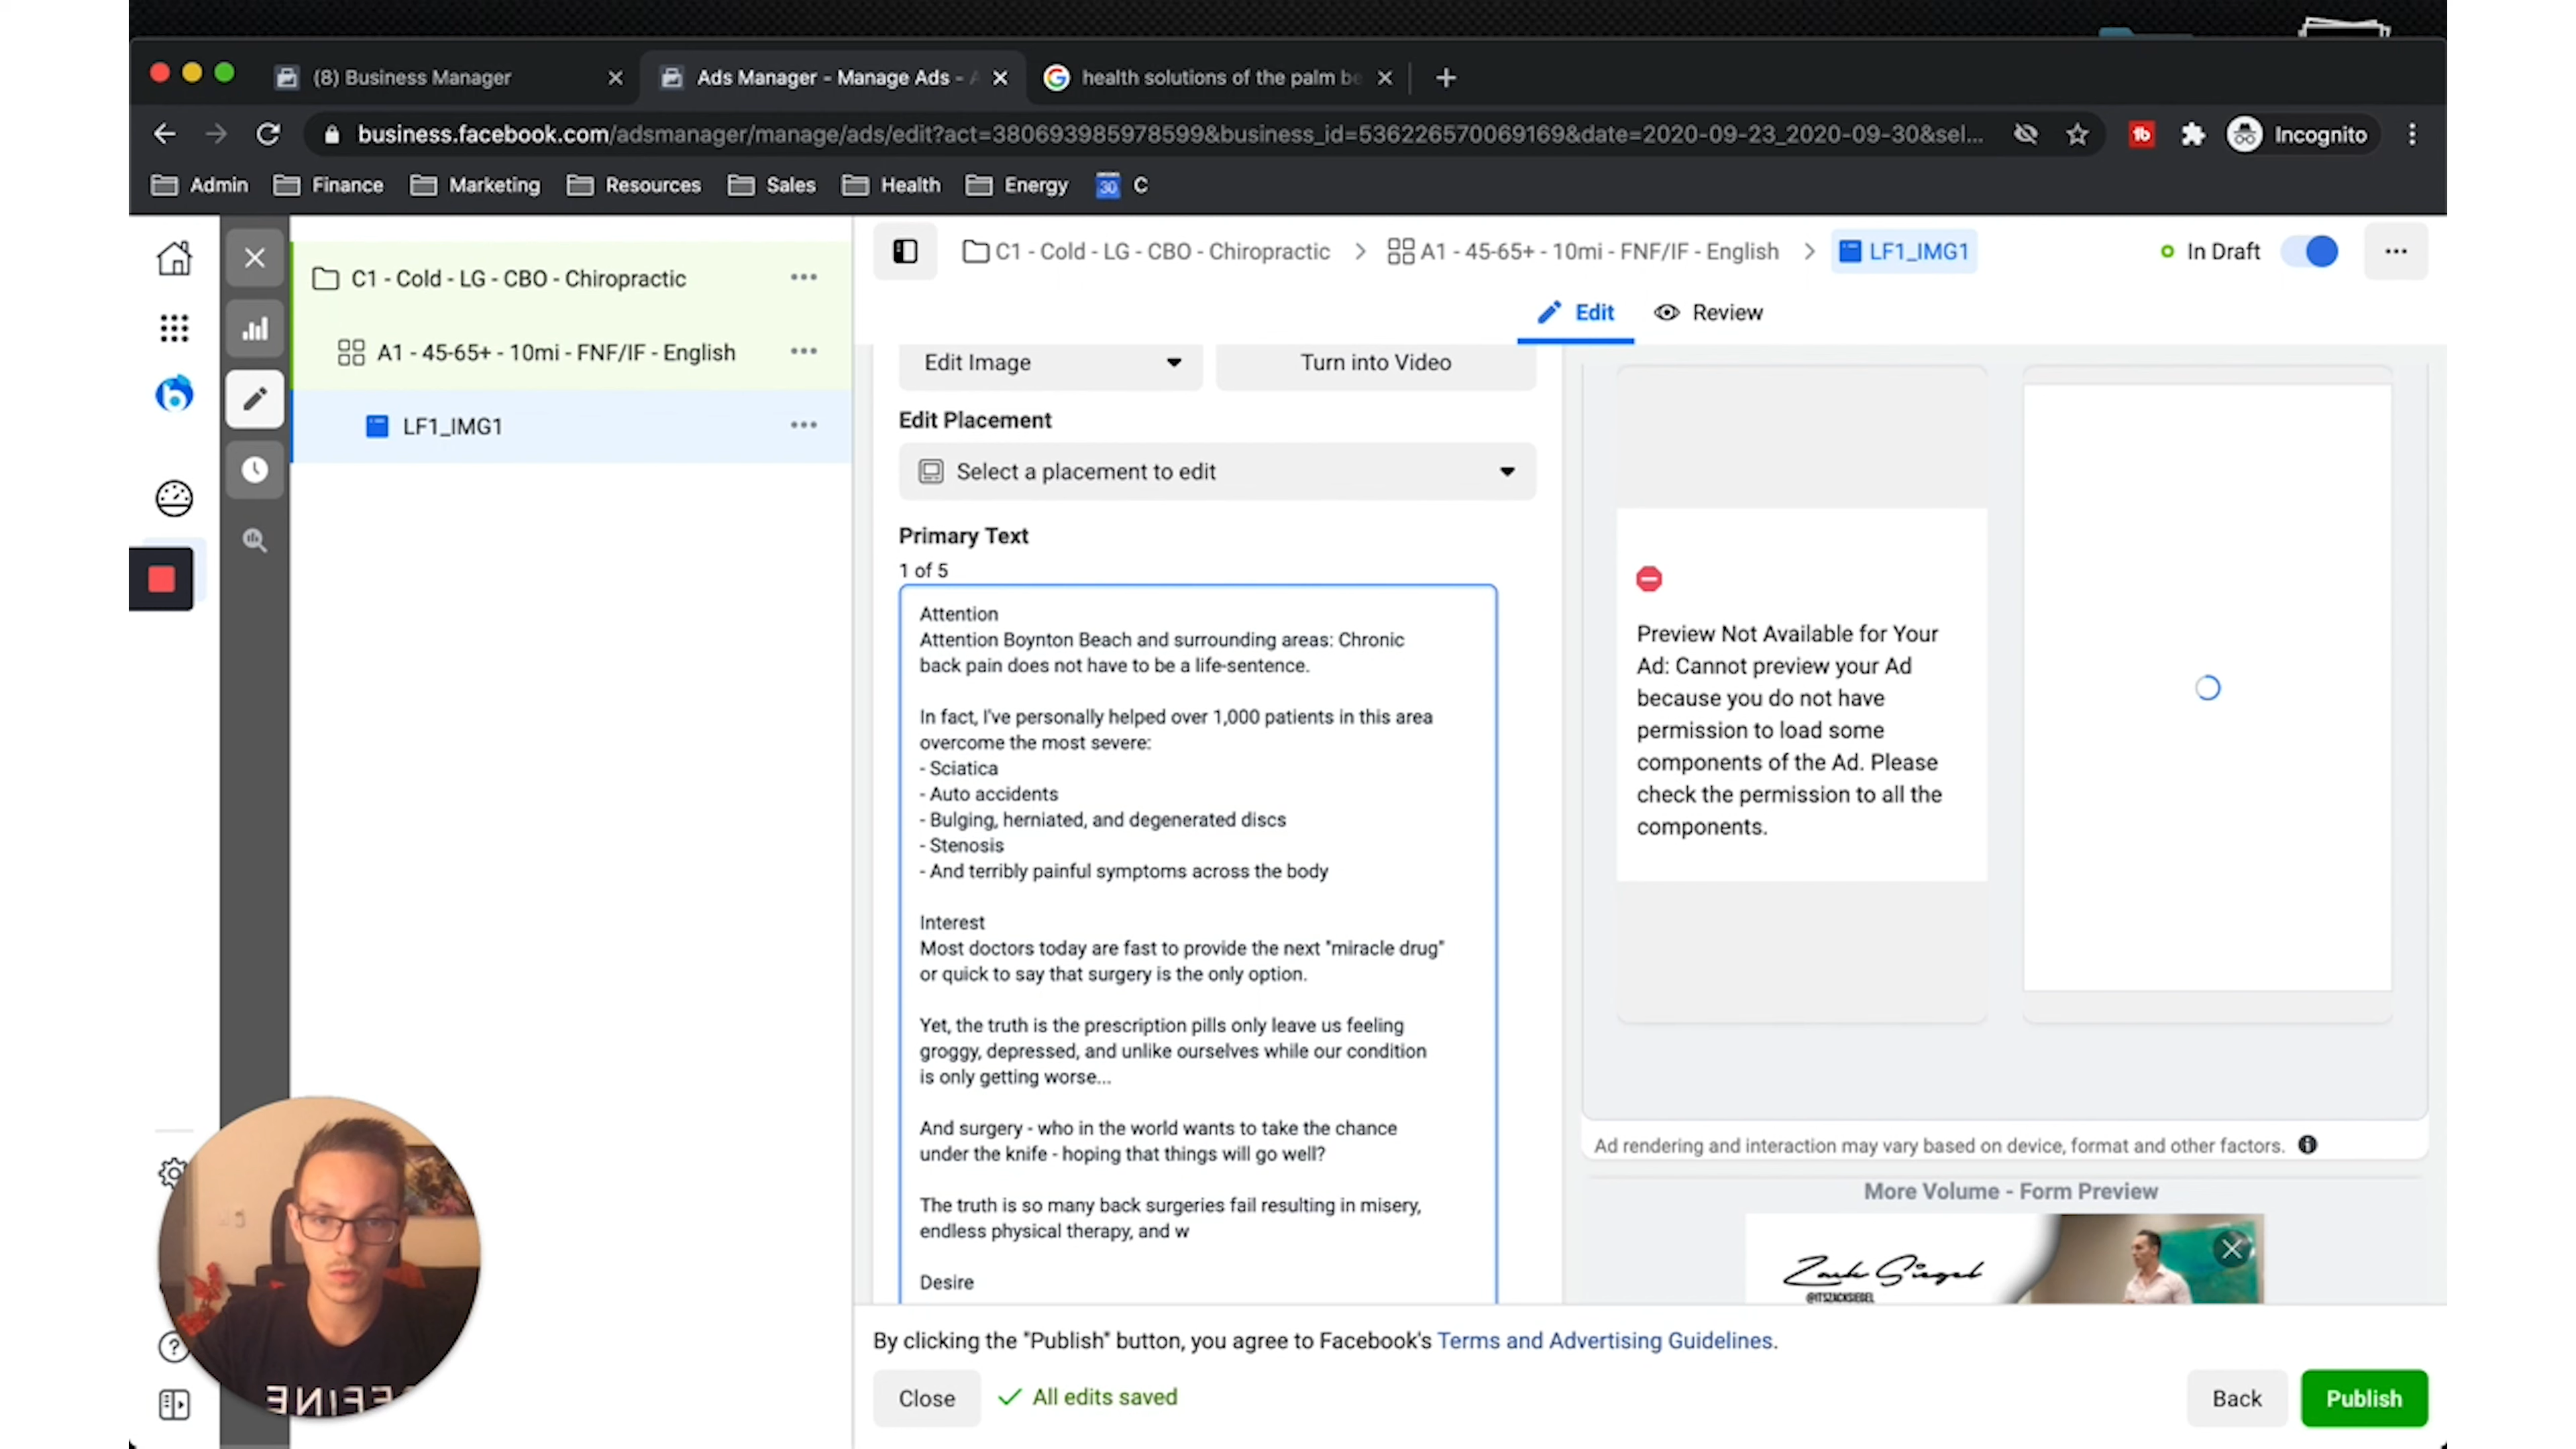 (8) Business Manager
Ads Manager - Manage Ads - A
health solutions of the palm be
business.facebook.com/adsmanager/manage/ads/edit?act=380693985978599&business_id=536226570069169&date=2020-09-23_2020-09-30&sel...
Incognito
Admin
Finance
Marketing
Resources
Sales
Health
Energy
30
C
C1 - Cold - LG - CBO - Chiropractic
A1 - 45-65+ - 10mi - FNF/IF - English
LF1_IMG1
C1 - Cold - LG - CBO - Chiropractic
A1 - 45-65+ - 10mi - FNF/IF - English
LF1_IMG1
In Draft
Edit
Review
Edit Image
Turn into Video
Edit Placement
Select a placement to edit
Primary Text
1 of 5
Attention
Attention Boynton Beach and surrounding areas: Chronic
back pain does not have to be a life-sentence.
In fact, I've personally helped over 1,000 patients in this area
overcome the most severe:
- Sciatica
- Auto accidents
- Bulging, herniated, and degenerated discs
- Stenosis
- And terribly painful symptoms across the body
Interest
Most doctors today are fast to provide the next "miracle drug"
or quick to say that surgery is the only option.
Yet, the truth is the prescription pills only leave us feeling
groggy, depressed, and unlike ourselves while our condition
is only getting worse...
And surgery - who in the world wants to take the chance
under the knife - hoping that things will go well?
The truth is so many back surgeries fail resulting in misery,
endless physical therapy, and w
Desire
Preview Not Available for Your
Ad: Cannot preview your Ad
because you do not have
permission to load some
components of the Ad. Please
check the permission to all the
components.
Ad rendering and interaction may vary based on device, format and other factors.
More Volume - Form Preview
Zack Siegel
@ITSZACKSIEGEL
By clicking the "Publish" button, you agree to Facebook's Terms and Advertising Guidelines.
Close
All edits saved
Back
Publish